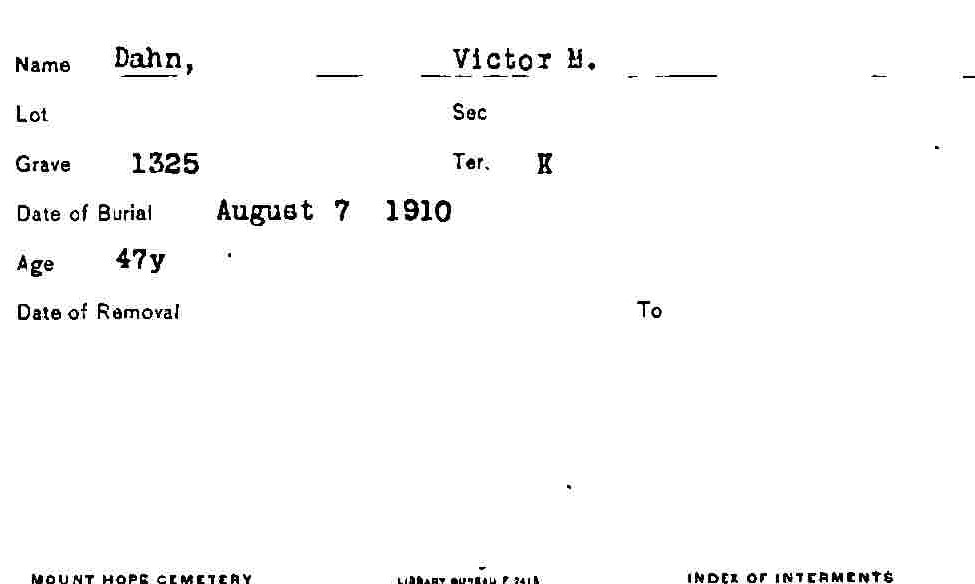 Name Dahn, Victor M.
Lot Sec
Grave 1325 Ter. K
Date of Burial August 7 1910
Age 47y
Date of Removal To
MOUNT HOPE CEMETERY LIBRARY BUREAU INDEX OF INTERMENTS